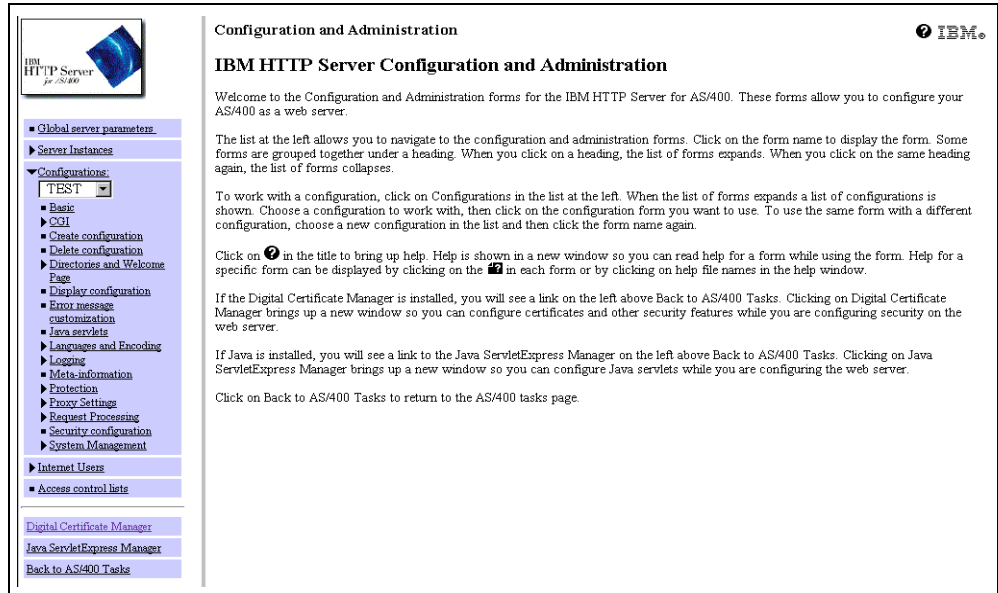 IBM
HTTP Server
for AS/400
Global server parameters
Server Instances
Configurations:
TEST
Basic
CGI
Create configuration
Delete configuration
Directories and Welcome
Page
Display configuration
Error message
customization
Java servlets
Languages and Encoding
Logging
Meta-information
Protection
Proxy Settings
Request Processing
Security configuration
System Management
Internet Users
Access control lists
Digital Certificate Manager
Java ServletExpress Manager
Back to AS/400 Tasks
Configuration and Administration
? IBM
IBM HTTP Server Configuration and Administration
Welcome to the Configuration and Administration forms for the IBM HTTP Server for AS/400. These forms allow you to configure your
AS/400 as a web server.
The list at the left allows you to navigate to the configuration and administration forms. Click on the form name to display the form. Some
forms are grouped together under a heading. When you click on a heading, the list of forms expands. When you click on the same heading
again, the list of forms collapses.
To work with a configuration, click on Configurations in the list at the left. When the list of forms expands a list of configurations is
shown. Choose a configuration to work with, then click on the configuration form you want to use. To use the same form with a different
configuration, choose a new configuration in the list and then click the form name again.
Click on ? in the title to bring up help. Help is shown in a new window so you can read help for a form while using the form. Help for a
specific form can be displayed by clicking on the ? in each form or by clicking on help file names in the help window.
If the Digital Certificate Manager is installed, you will see a link on the left above Back to AS/400 Tasks. Clicking on Digital Certificate
Manager brings up a new window so you can configure certificates and other security features while you are configuring security on the
web server.
If Java is installed, you will see a link to the Java ServletExpress Manager on the left above Back to AS/400 Tasks. Clicking on Java
ServletExpress Manager brings up a new window so you can configure Java servlets while you are configuring the web server.
Click on Back to AS/400 Tasks to return to the AS/400 tasks page.